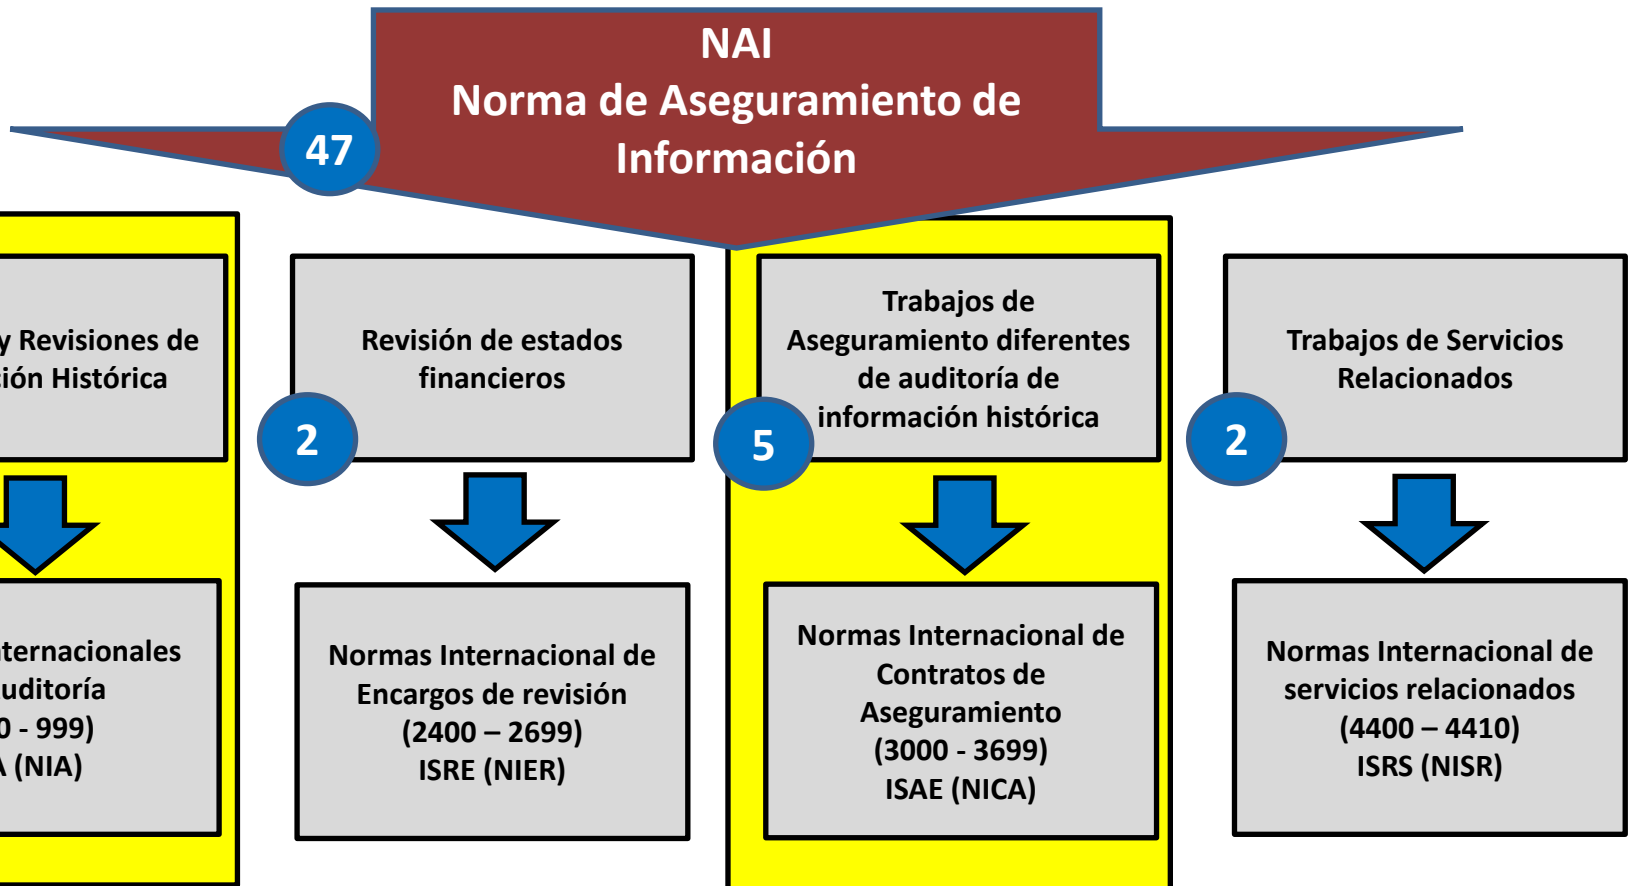 NAI
Norma de Aseguramiento de
Información
47
y Revisiones de
ción Histórica
nternacionales
uditoría
0 - 999)
A (NIA)
Revisión de estados
financieros
2
Normas Internacional de
Encargos de revisión
(2400 – 2699)
ISRE (NIER)
Trabajos de
Aseguramiento diferentes
de auditoría de
información histórica
5
Normas Internacional de
Contratos de
Aseguramiento
(3000 - 3699)
ISAE (NICA)
Trabajos de Servicios
Relacionados
2
Normas Internacional de
servicios relacionados
(4400 – 4410)
ISRS (NISR)